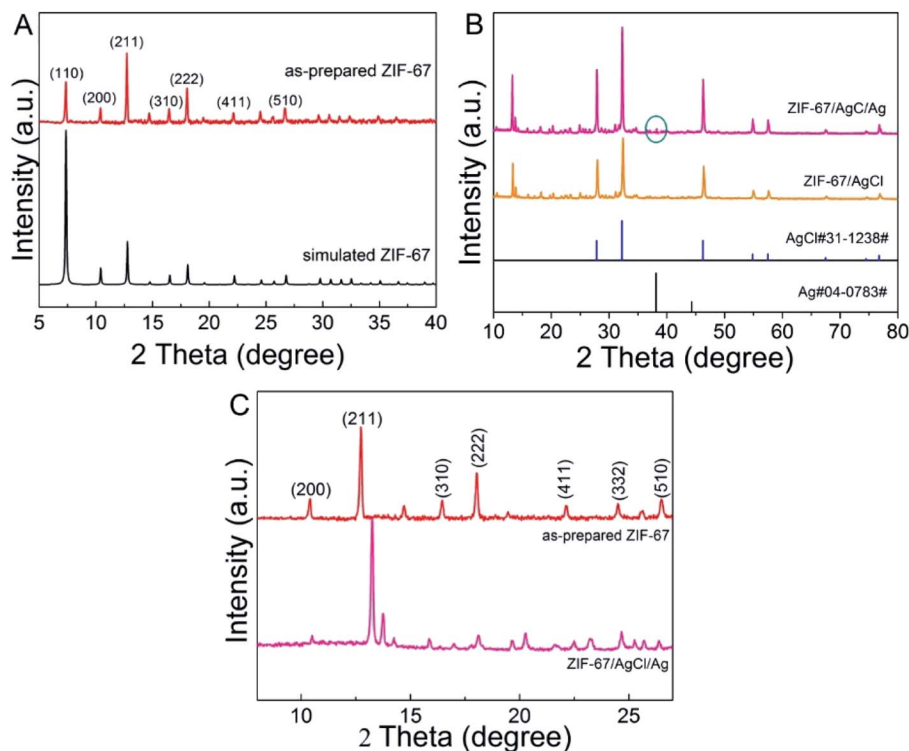 A
as-prepared ZIF-67
(110)
(200)
(211)
(310)
(222)
(411)
(510)
simulated ZIF-67
Intensity (a.u.)
5 10 15 20 25 30 35 40
2 Theta (degree)
B
ZIF-67/AgC/Ag
ZIF-67/AgCl
AgCl#31-1238#
Ag#04-0783#
Intensity (a.u.)
10 20 30 40 50 60 70 80
2 Theta (degree)
C
(200)
(211)
(310)
(222)
(411)
(332)
(510)
as-prepared ZIF-67
ZIF-67/AgCl/Ag
Intensity (a.u.)
10 15 20 25
2 Theta (degree)